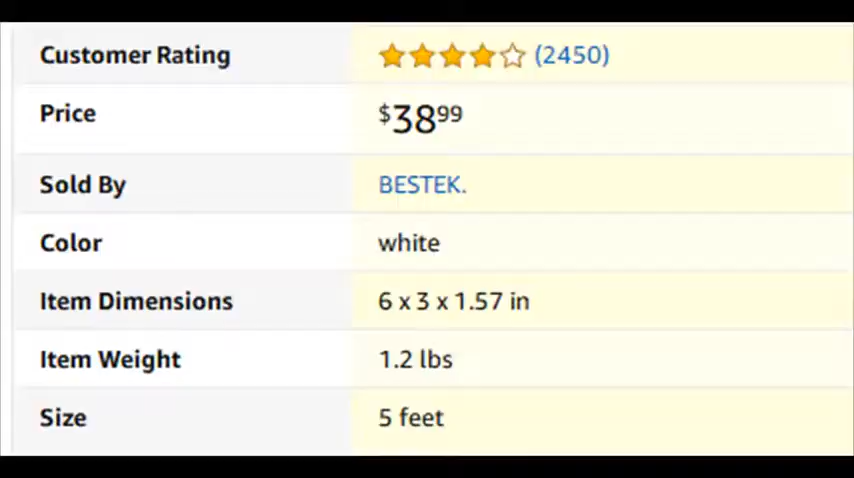 Customer Rating (2450)
Price $38.99
Sold By BESTEK.
Color white
Item Dimensions 6 x 3 x 1.57 in
Item Weight 1.2 lbs
Size 5 feet